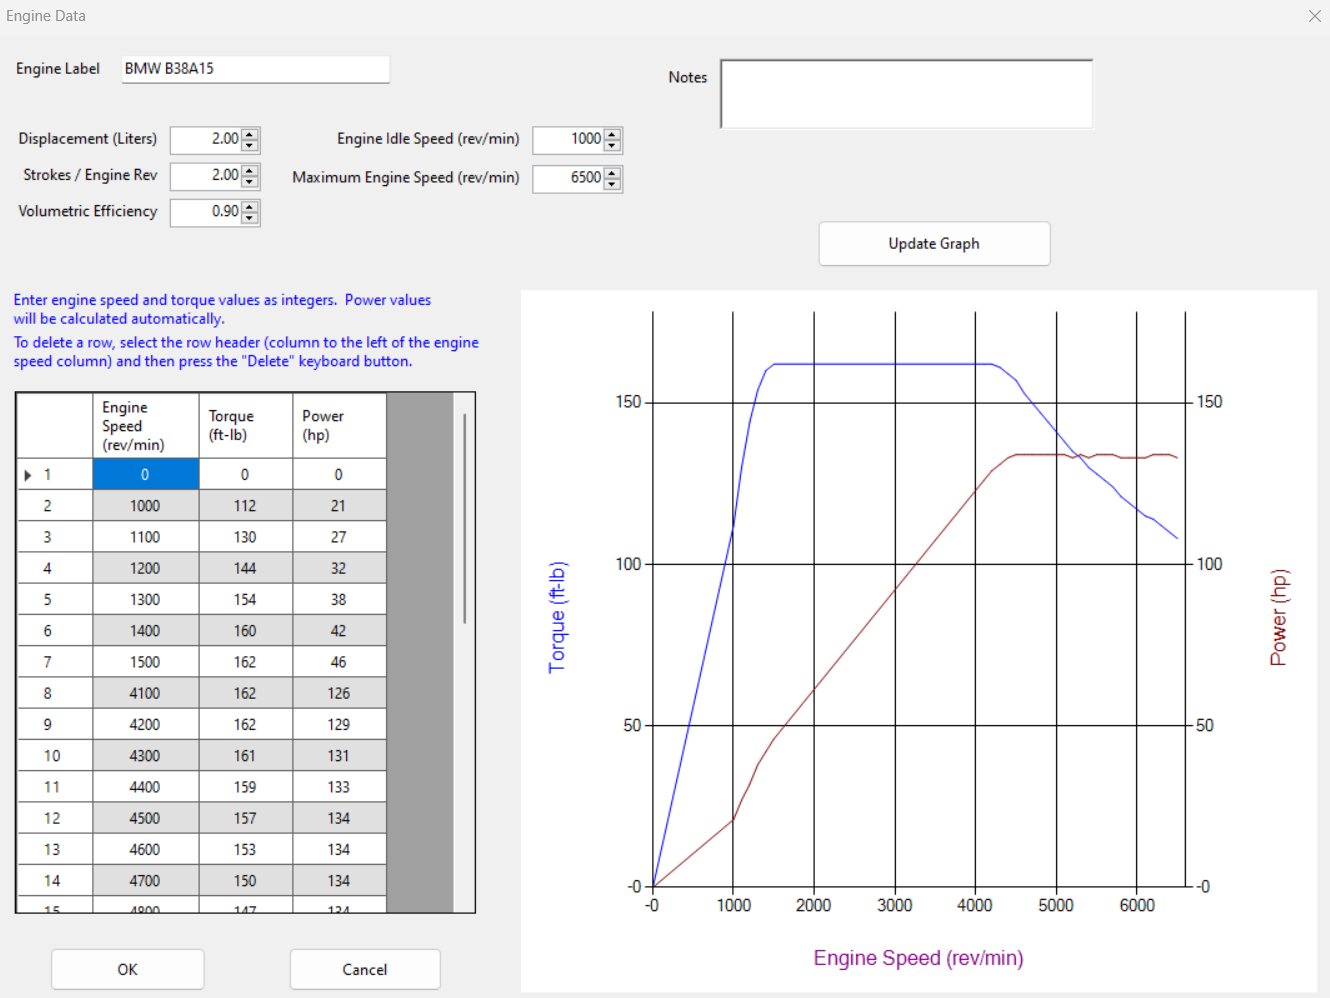 Engine Data
Engine Label BMW B38A15
Notes
Displacement (Liters) 2.00 Engine Idle Speed (rev/min) 1000
Strokes / Engine Rev 2.00 Maximum Engine Speed (rev/min) 6500
Volumetric Efficiency 0.90
Update Graph
Enter engine speed and torque values as integers. Power values
will be calculated automatically.
To delete a row, select the row header (column to the left of the engine
speed column) and then press the "Delete" keyboard button.
Engine
Speed
(rev/min)
Torque
(ft-lb)
Power
(hp)
1 0 0 0
2 1000 112 21
3 1100 130 27
4 1200 144 32
5 1300 154 38
6 1400 160 42
7 1500 162 46
8 4100 162 126
9 4200 162 129
10 4300 161 131
11 4400 159 133
12 4500 157 134
13 4600 153 134
14 4700 150 134
15 4800 147 134
OK Cancel
Torque (ft-lb)
150
100
50
-0
150
100
50
-0
Power (hp)
-0 1000 2000 3000 4000 5000 6000
Engine Speed (rev/min)